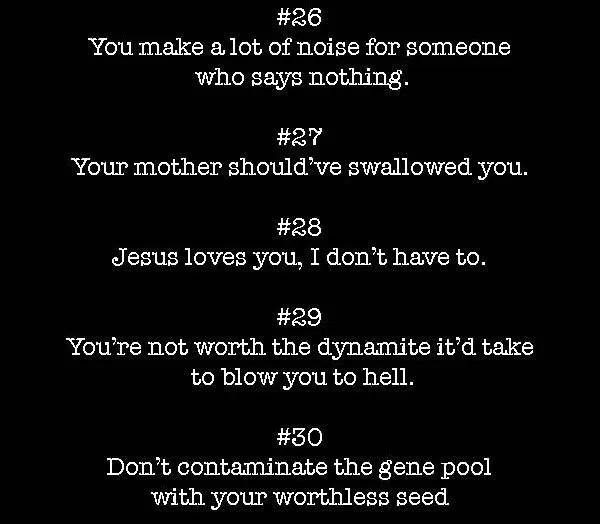 #26
You make a lot of noise for someone
who says nothing.
#27
Your mother should've swallowed you.
#28
Jesus loves you, I don't have to.
#29
You're not worth the dynamite it'd take
to blow you to hell.
#30
Don't contaminate the gene pool
with your worthless seed